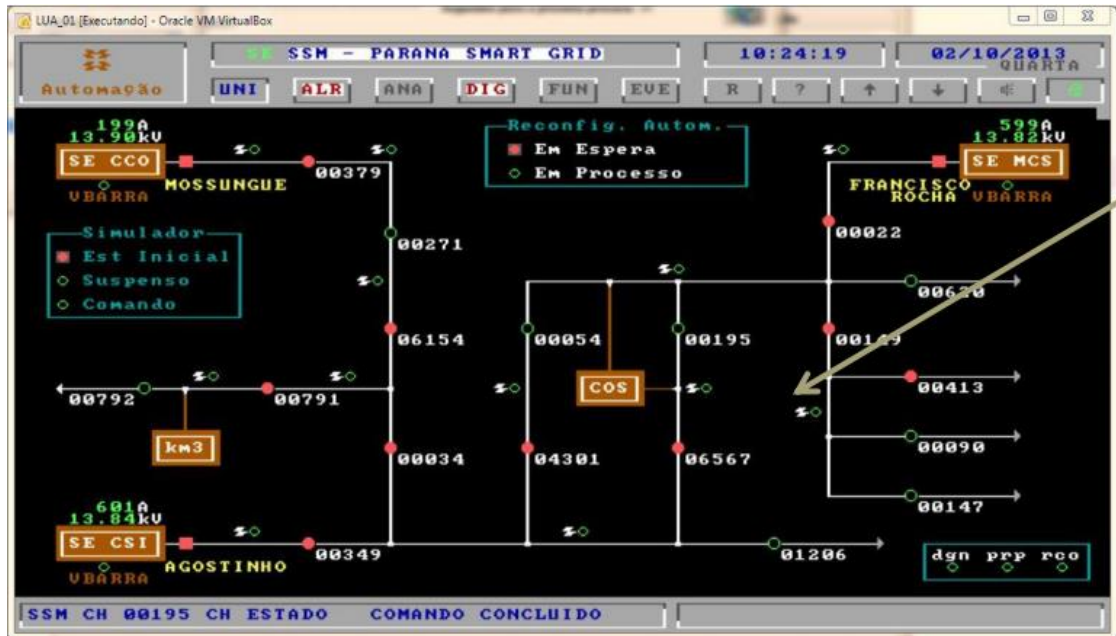 LUA_01 [Executando] - Oracle VM VirtualBox
Automação
SE SSM - PARANA SMART GRID
10:24:19
02/10/2013
QUARTA
UNI ALR ANA DIG FUN EVE R ?
199A
13.90kV
SE CCO
VBARRA
MOSSUNGUE
00379
Reconfig. Autom.
Em Espera
Em Processo
599A
13.82kV
SE MCS
FRANCISCO
ROCHA
VBARRA
Simulador
Est Inicial
Suspenso
Comando
00271
00022
00620
06154
00054
00195
00149
00792
00791
COS
00413
km3
00034
04301
06567
00090
00147
601A
13.84kV
SE CSI
VBARRA
AGOSTINHO
00349
01206
dgn prp rco
SSM CH 00195 CH ESTADO COMANDO CONCLUIDO